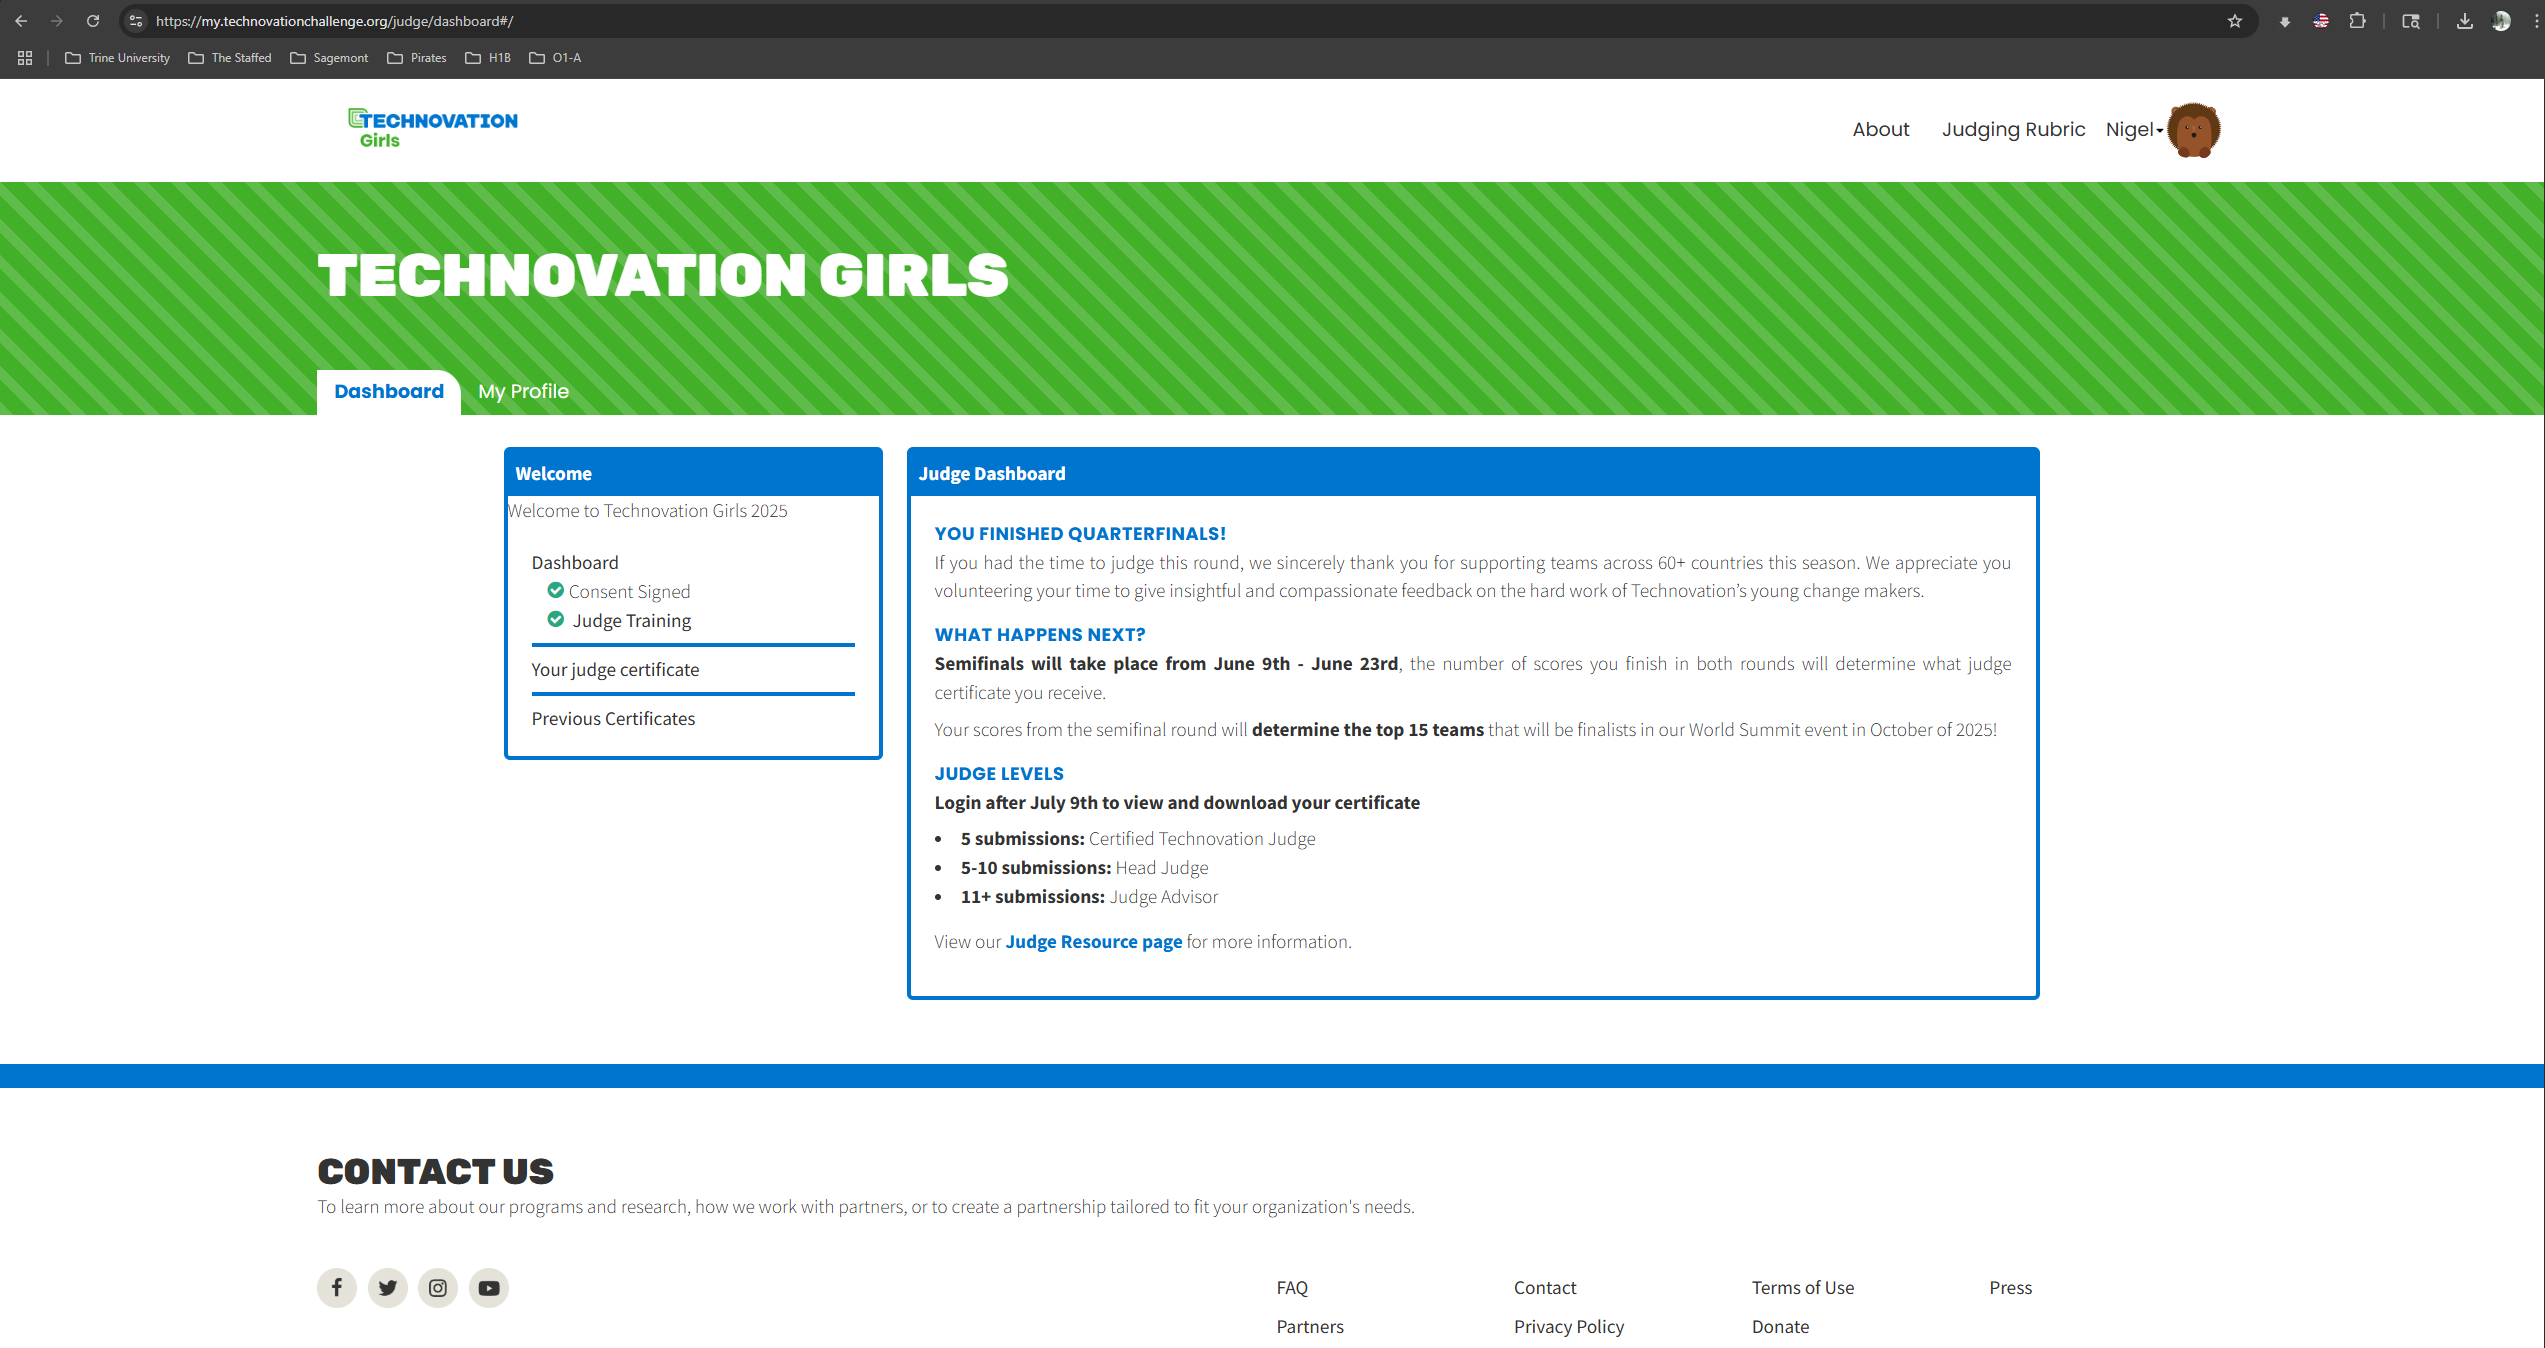 https://my.technovationchallenge.org/judge/dashboard#/
Trine University
The Staffed
Sagemont
Pirates
H1B
O1-A
TECHNOVATION
Girls
About
Judging Rubric
Nigel
TECHNOVATION GIRLS
Dashboard
My Profile
Welcome
Welcome to Technovation Girls 2025
Dashboard
Consent Signed
Judge Training
Your judge certificate
Previous Certificates
Judge Dashboard
YOU FINISHED QUARTERFINALS!
If you had the time to judge this round, we sincerely thank you for supporting teams across 60+ countries this season. We appreciate you
volunteering your time to give insightful and compassionate feedback on the hard work of Technovation’s young change makers.
WHAT HAPPENS NEXT?
Semifinals will take place from June 9th - June 23rd, the number of scores you finish in both rounds will determine what judge
certificate you receive.
Your scores from the semifinal round will determine the top 15 teams that will be finalists in our World Summit event in October of 2025!
JUDGE LEVELS
Login after July 9th to view and download your certificate
• 5 submissions: Certified Technovation Judge
• 5-10 submissions: Head Judge
• 11+ submissions: Judge Advisor
View our Judge Resource page for more information.
CONTACT US
To learn more about our programs and research, how we work with partners, or to create a partnership tailored to fit your organization's needs.
FAQ
Contact
Terms of Use
Press
Partners
Privacy Policy
Donate